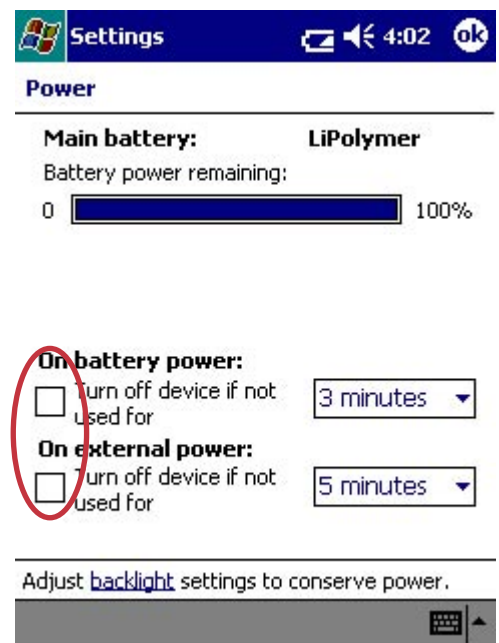 Settings 4:02 ok
Power
Main battery: LiPolymer
Battery power remaining:
0 100%
On battery power:
Turn off device if not
used for
3 minutes
On external power:
Turn off device if not
used for
5 minutes
Adjust backlight settings to conserve power.